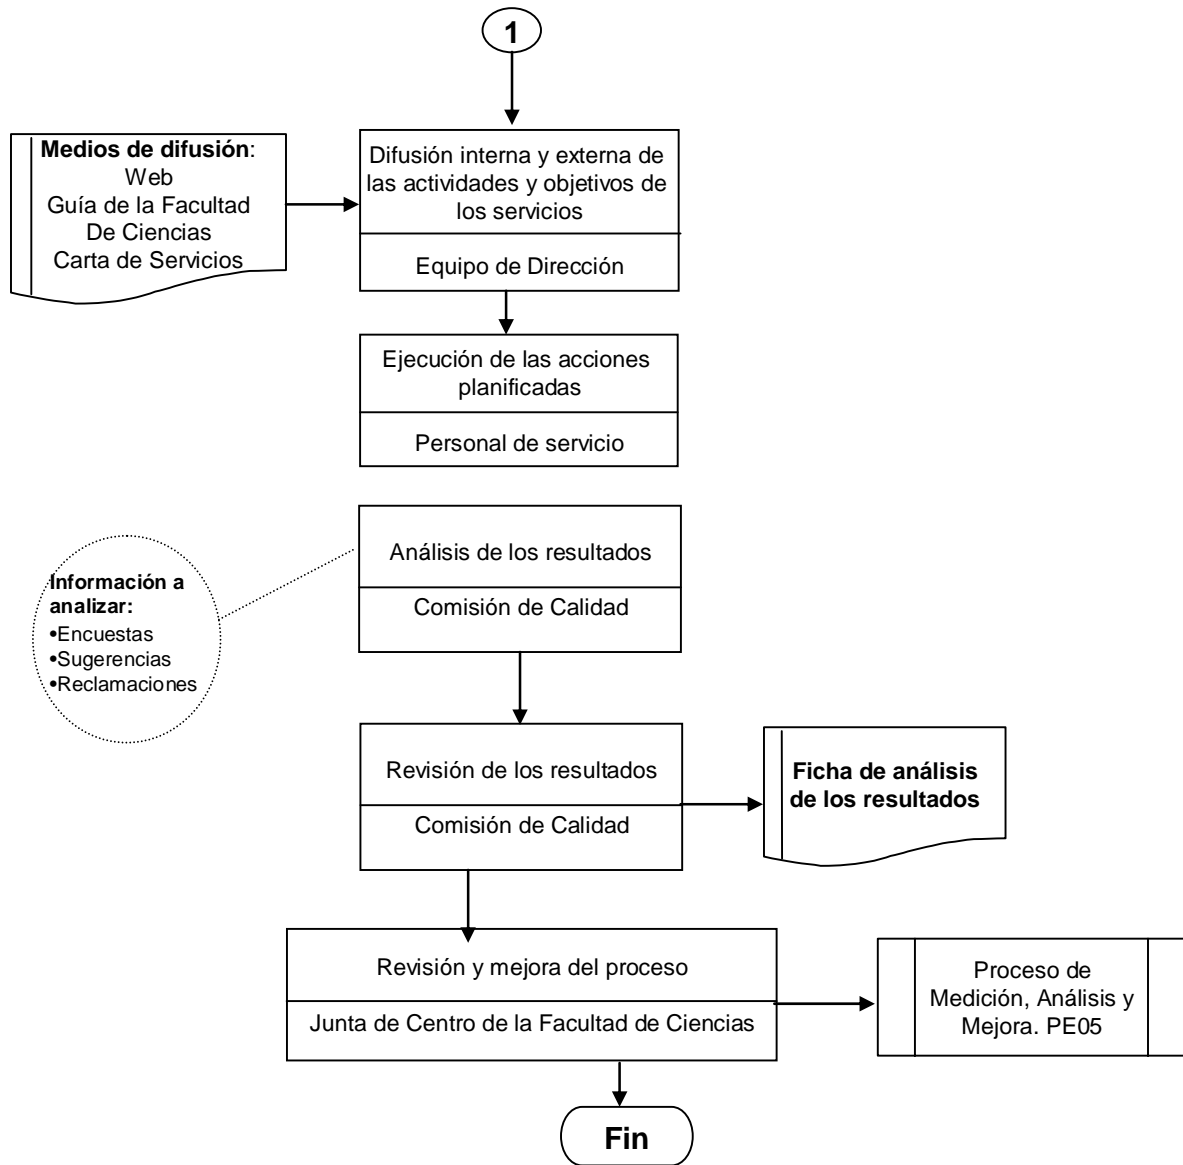 1
Medios de difusión:
Web
Guía de la Facultad
De Ciencias
Carta de Servicios
Difusión interna y externa de
las actividades y objetivos de
los servicios
Equipo de Dirección
Ejecución de las acciones
planificadas
Personal de servicio
Información a
analizar:
•Encuestas
•Sugerencias
•Reclamaciones
Análisis de los resultados
Comisión de Calidad
Revisión de los resultados
Comisión de Calidad
Ficha de análisis
de los resultados
Revisión y mejora del proceso
Junta de Centro de la Facultad de Ciencias
Proceso de
Medición, Análisis y
Mejora. PE05
Fin